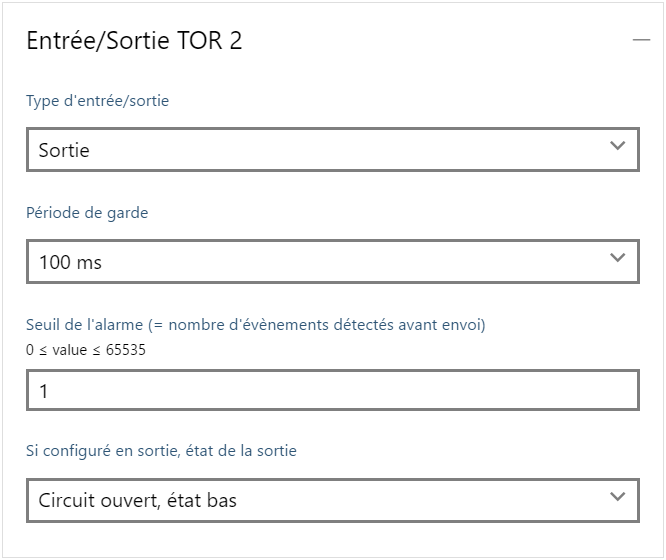 Entrée/Sortie TOR 2
Type d'entrée/sortie
Sortie
Période de garde
100 ms
Seuil de l'alarme (= nombre d'évènements détectés avant envoi)
0 ≤ value ≤ 65535
1
Si configuré en sortie, état de la sortie
Circuit ouvert, état bas